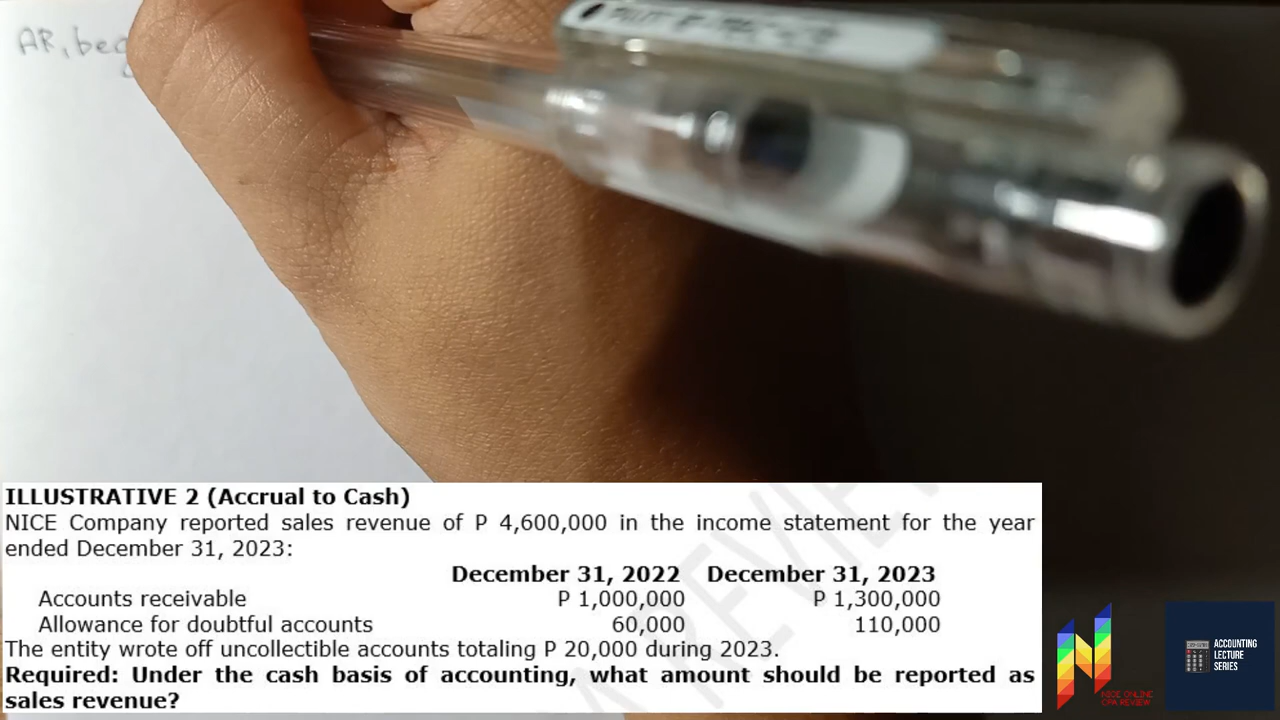 AR, beg
ILLUSTRATIVE 2 (Accrual to Cash)
NICE Company reported sales revenue of P 4,600,000 in the income statement for the year
ended December 31, 2023:
December 31, 2022 December 31, 2023
Accounts receivable P 1,000,000 P 1,300,000
Allowance for doubtful accounts 60,000 110,000
The entity wrote off uncollectible accounts totaling P 20,000 during 2023.
Required: Under the cash basis of accounting, what amount should be reported as
sales revenue?
NICE ONLINE
CPA REVIEW
ACCOUNTING
LECTURE
SERIES